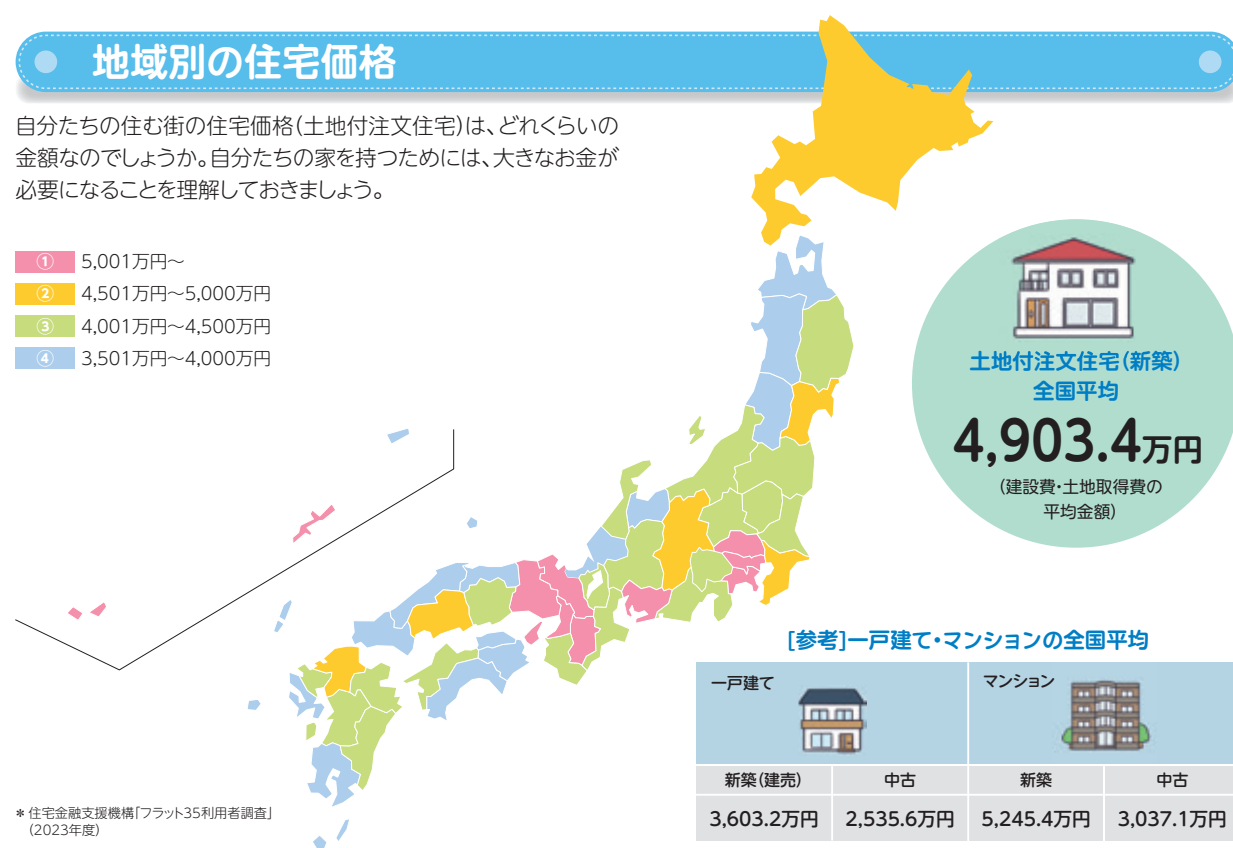 地域別の住宅価格
自分たちの住む街の住宅価格(土地付注文住宅)は、どれくらいの
金額なのでしょうか。自分たちの家を持つためには、大きなお金が
必要になることを理解しておきましょう。
① 5,001万円～
② 4,501万円～5,000万円
③ 4,001万円～4,500万円
④ 3,501万円～4,000万円
土地付注文住宅(新築)
全国平均
4,903.4万円
(建設費・土地取得費の
平均金額)
[参考]一戸建て・マンションの全国平均
一戸建て マンション
新築(建売) 中古 新築 中古
3,603.2万円 2,535.6万円 5,245.4万円 3,037.1万円
＊住宅金融支援機構「フラット35利用者調査」
(2023年度)